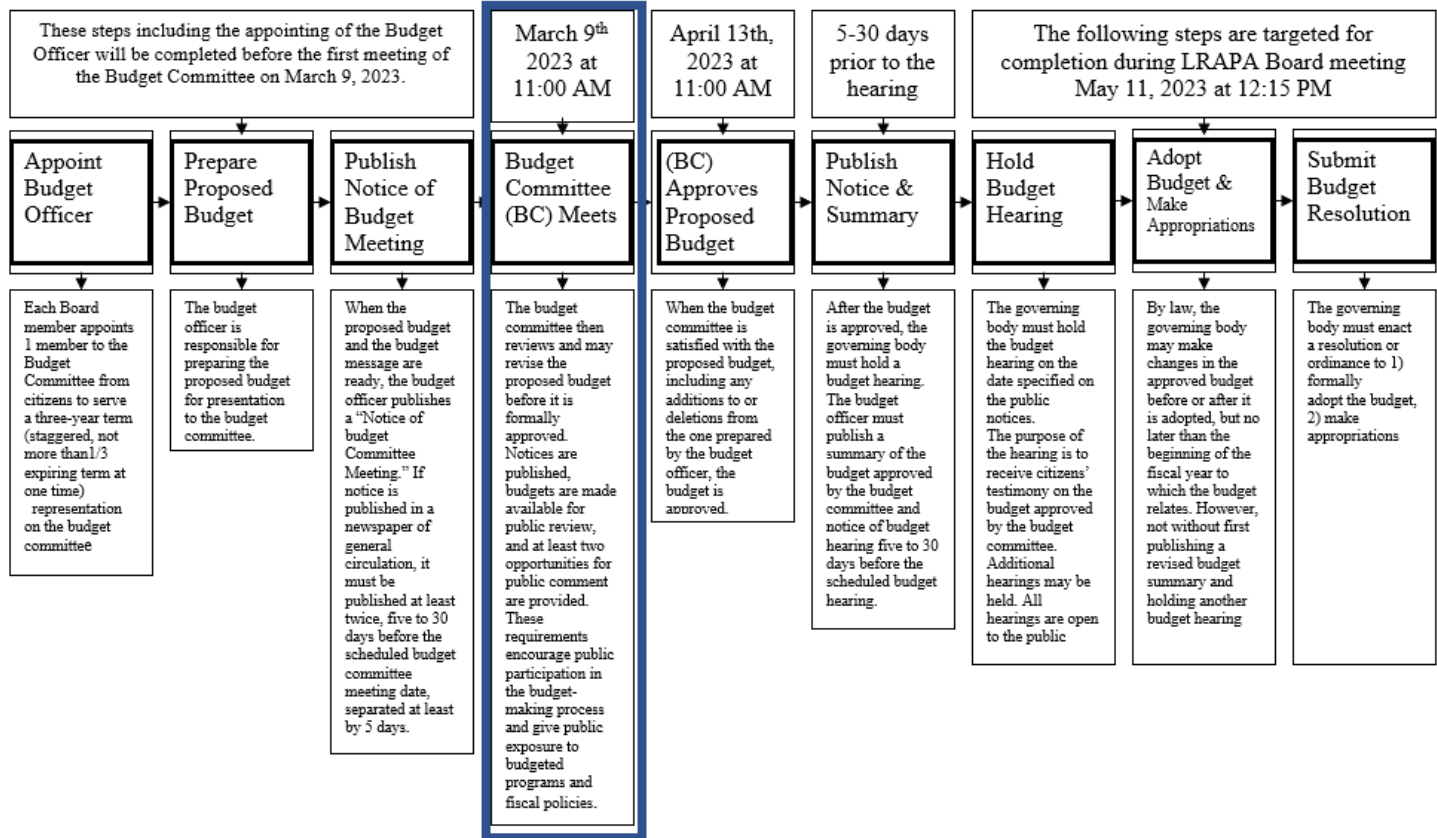 These steps including the appointing of the Budget
Officer will be completed before the first meeting of
the Budget Committee on March 9, 2023.
March 9th
2023 at
11:00 AM
April 13th,
2023 at
11:00 AM
5-30 days
prior to the
hearing
The following steps are targeted for
completion during LRAPA Board meeting
May 11, 2023 at 12:15 PM
Appoint
Budget
Officer
Prepare
Proposed
Budget
Publish
Notice of
Budget
Meeting
Budget
Committee
(BC) Meets
(BC)
Approves
Proposed
Budget
Publish
Notice &
Summary
Hold
Budget
Hearing
Adopt
Budget &
Make
Appropriations
Submit
Budget
Resolution
Each Board
member appoints
1 member to the
Budget
Committee from
citizens to serve
a three-year term
(staggered, not
more than1/3
expiring term at
one time)
representation
on the budget
committee
The budget
officer is
responsible for
preparing the
proposed budget
for presentation
to the budget
committee.
When the
proposed budget
and the budget
message are
ready, the budget
officer publishes
a “Notice of
budget
Committee
Meeting.” If
notice is
published in a
newspaper of
general
circulation, it
must be
published at least
twice, five to 30
days before the
scheduled budget
committee
meeting date,
separated at least
by 5 days.
The budget
committee then
reviews and may
revise the
proposed budget
before it is
formally
approved.
Notices are
published,
budgets are made
available for
public review,
and at least two
opportunities for
public comment
are provided.
These
requirements
encourage public
participation in
the budget-
making process
and give public
exposure to
budgeted
programs and
fiscal policies.
When the budget
committee is
satisfied with the
proposed budget,
including any
additions to or
deletions from
the one prepared
by the budget
officer, the
budget is
approved.
After the budget
is approved, the
governing body
must hold a
budget hearing.
The budget
officer must
publish a
summary of the
budget approved
by the budget
committee and
notice of budget
hearing five to 30
days before the
scheduled budget
hearing.
The governing
body must hold
the budget
hearing on the
date specified on
the public
notices.
The purpose of
the hearing is to
receive citizens’
testimony on the
budget approved
by the budget
committee.
Additional
hearings may be
held. All
hearings are open
to the public
By law, the
governing body
may make
changes in the
approved budget
before or after it
is adopted, but no
later than the
beginning of the
fiscal year to
which the budget
relates. However,
not without first
publishing a
revised budget
summary and
holding another
budget hearing
The governing
body must enact
a resolution or
ordinance to 1)
formally
adopt the budget,
2) make
appropriations